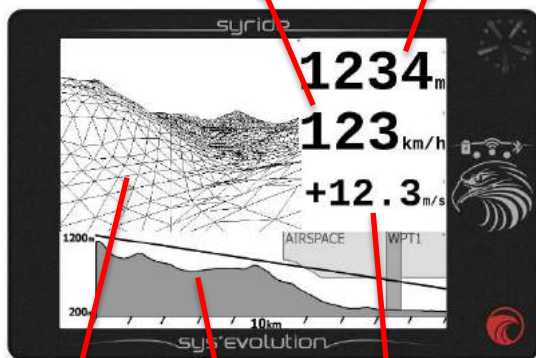 syride
1234m
123km/h
+12.3m/s
1200m
AIRSPACE WPT1
200m
10km
sys'evolution